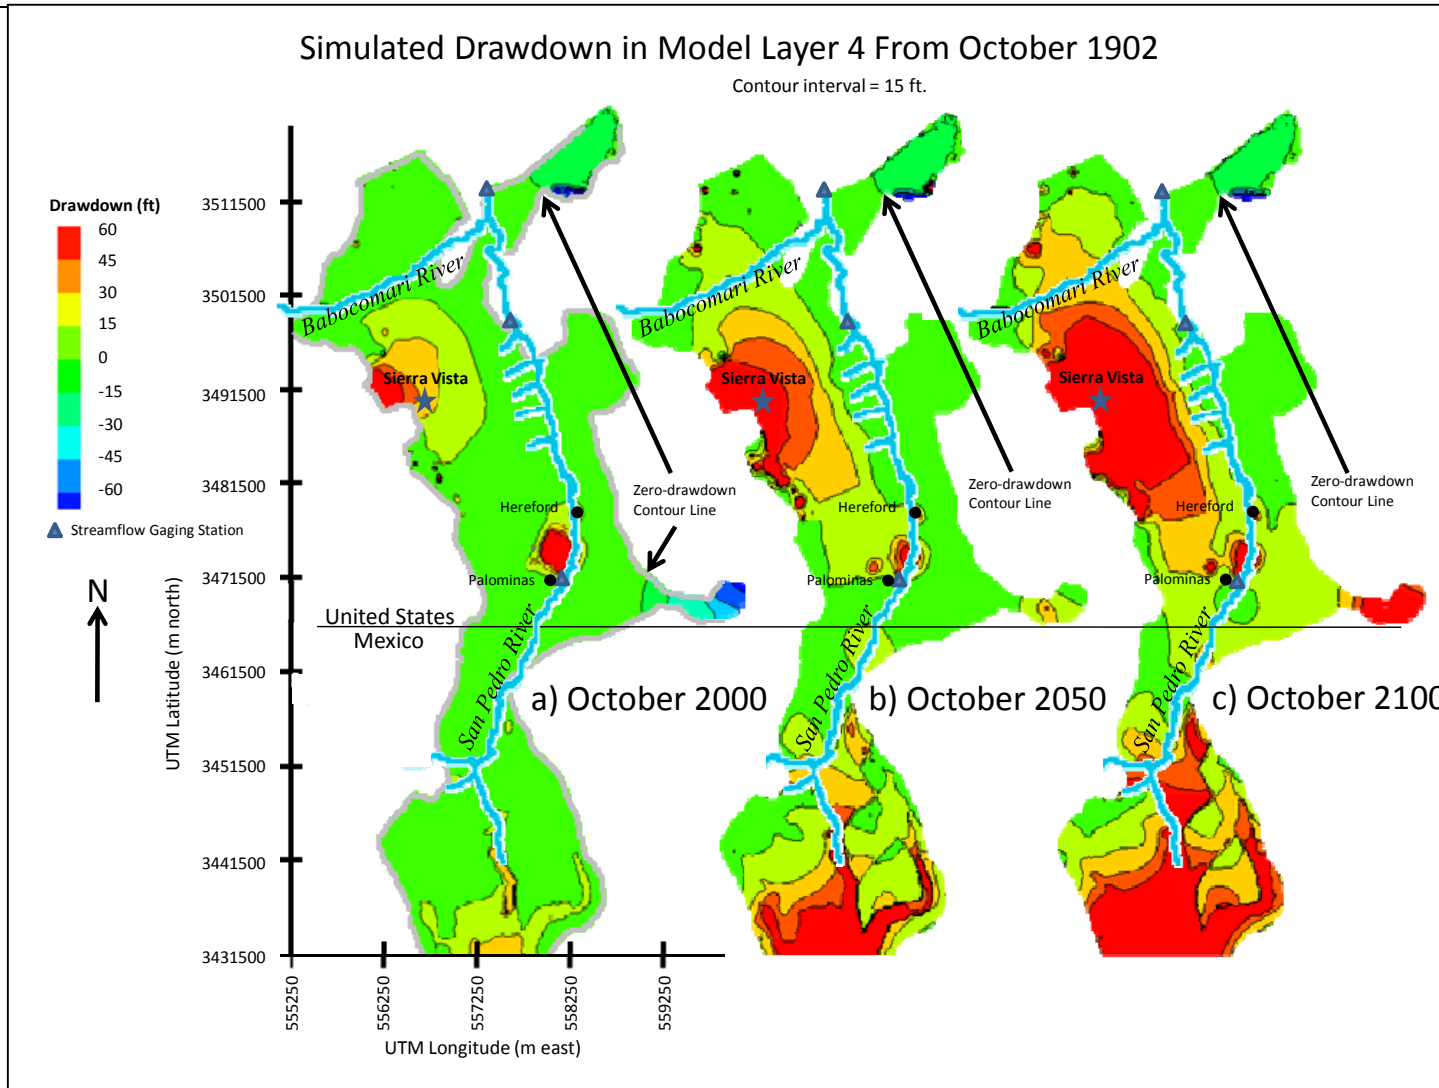 Simulated Drawdown in Model Layer 4 From October 1902
Contour interval = 15 ft.
Drawdown (ft)
60
45
30
15
0
-15
-30
-45
-60
Streamflow Gaging Station
N
UTM Latitude (m north)
3511500
3501500
3491500
3481500
3471500
3461500
3451500
3441500
3431500
555250
556250
557250
558250
559250
UTM Longitude (m east)
Babocomari River
Sierra Vista
Hereford
Zero-drawdown
Contour Line
Palominas
United States
Mexico
San Pedro River
a) October 2000
Babocomari River
Sierra Vista
Hereford
Zero-drawdown
Contour Line
Palominas
San Pedro River
b) October 2050
Babocomari River
Sierra Vista
Hereford
Zero-drawdown
Contour Line
Palominas
San Pedro River
c) October 2100